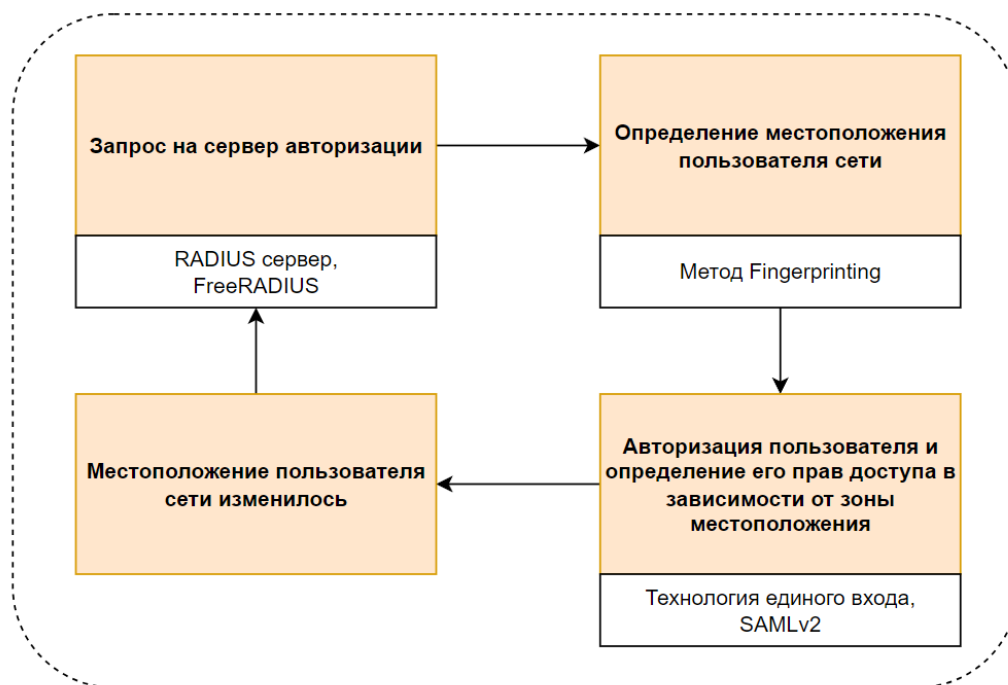 Запрос на сервер авторизации
RADIUS сервер,
FreeRADIUS
Определение местоположения
пользователя сети
Метод Fingerprinting
Авторизация пользователя и
определение его прав доступа в
зависимости от зоны
местоположения
Технология единого входа,
SAMLv2
Местоположение пользователя
сети изменилось